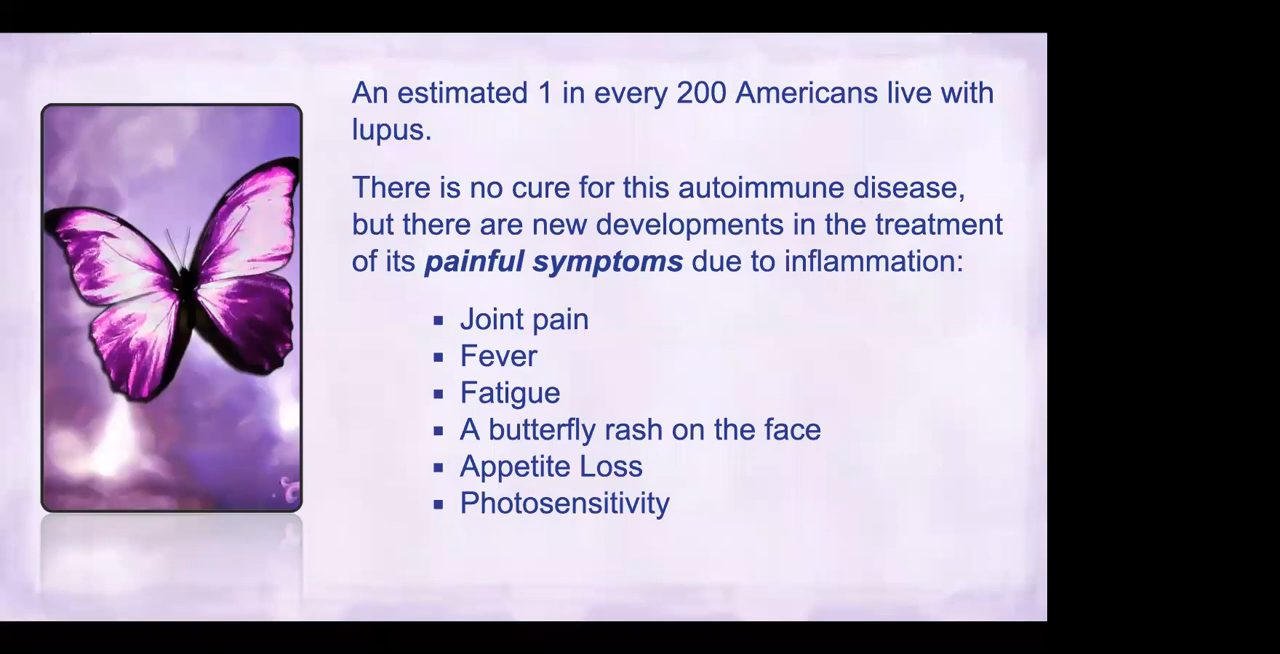 An estimated 1 in every 200 Americans live with
lupus.
There is no cure for this autoimmune disease,
but there are new developments in the treatment
of its painful symptoms due to inflammation:
▪ Joint pain
▪ Fever
▪ Fatigue
▪ A butterfly rash on the face
▪ Appetite Loss
▪ Photosensitivity